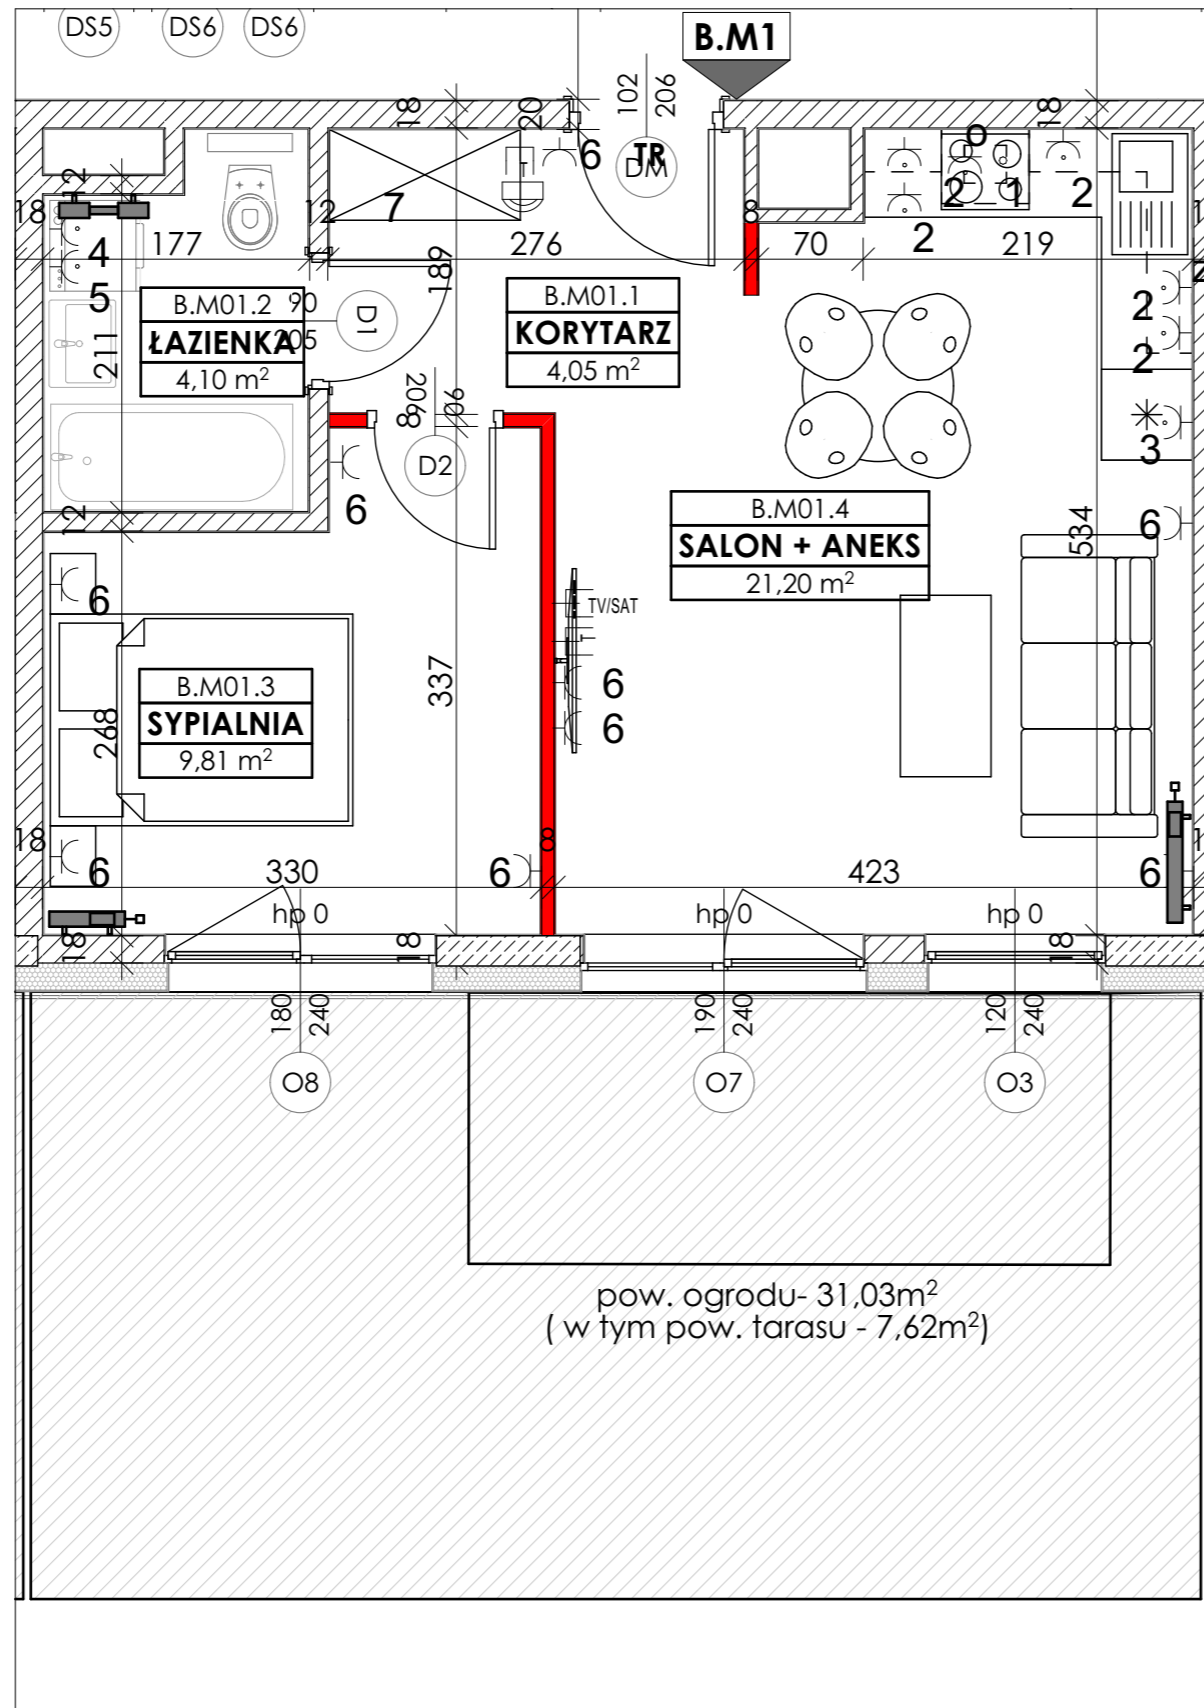 DS5 DS6 DS6
B.M1
18 20 102 206 18
6 TR DM
12 7 2 1 2
18 12 8
4 177 189 276 70 2 219
5
B.M01.2
ŁAZIENKA
4,10 m²
90
205
D1
211
B.M01.1
KORYTARZ
4,05 m²
2
2
3
206 90
8
D2
6
12
B.M01.4
SALON + ANEKS
21,20 m²
6
534
6
TV/SAT
T
6
6
337
B.M01.3
SYPIALNIA
9,81 m²
268
18 6 330 6 8 423 6
hp 0 hp 0 hp 0
18 18 18
180 240 190 240 120 240
O8 O7 O3
pow. ogrodu- 31,03m²
( w tym pow. tarasu - 7,62m²)